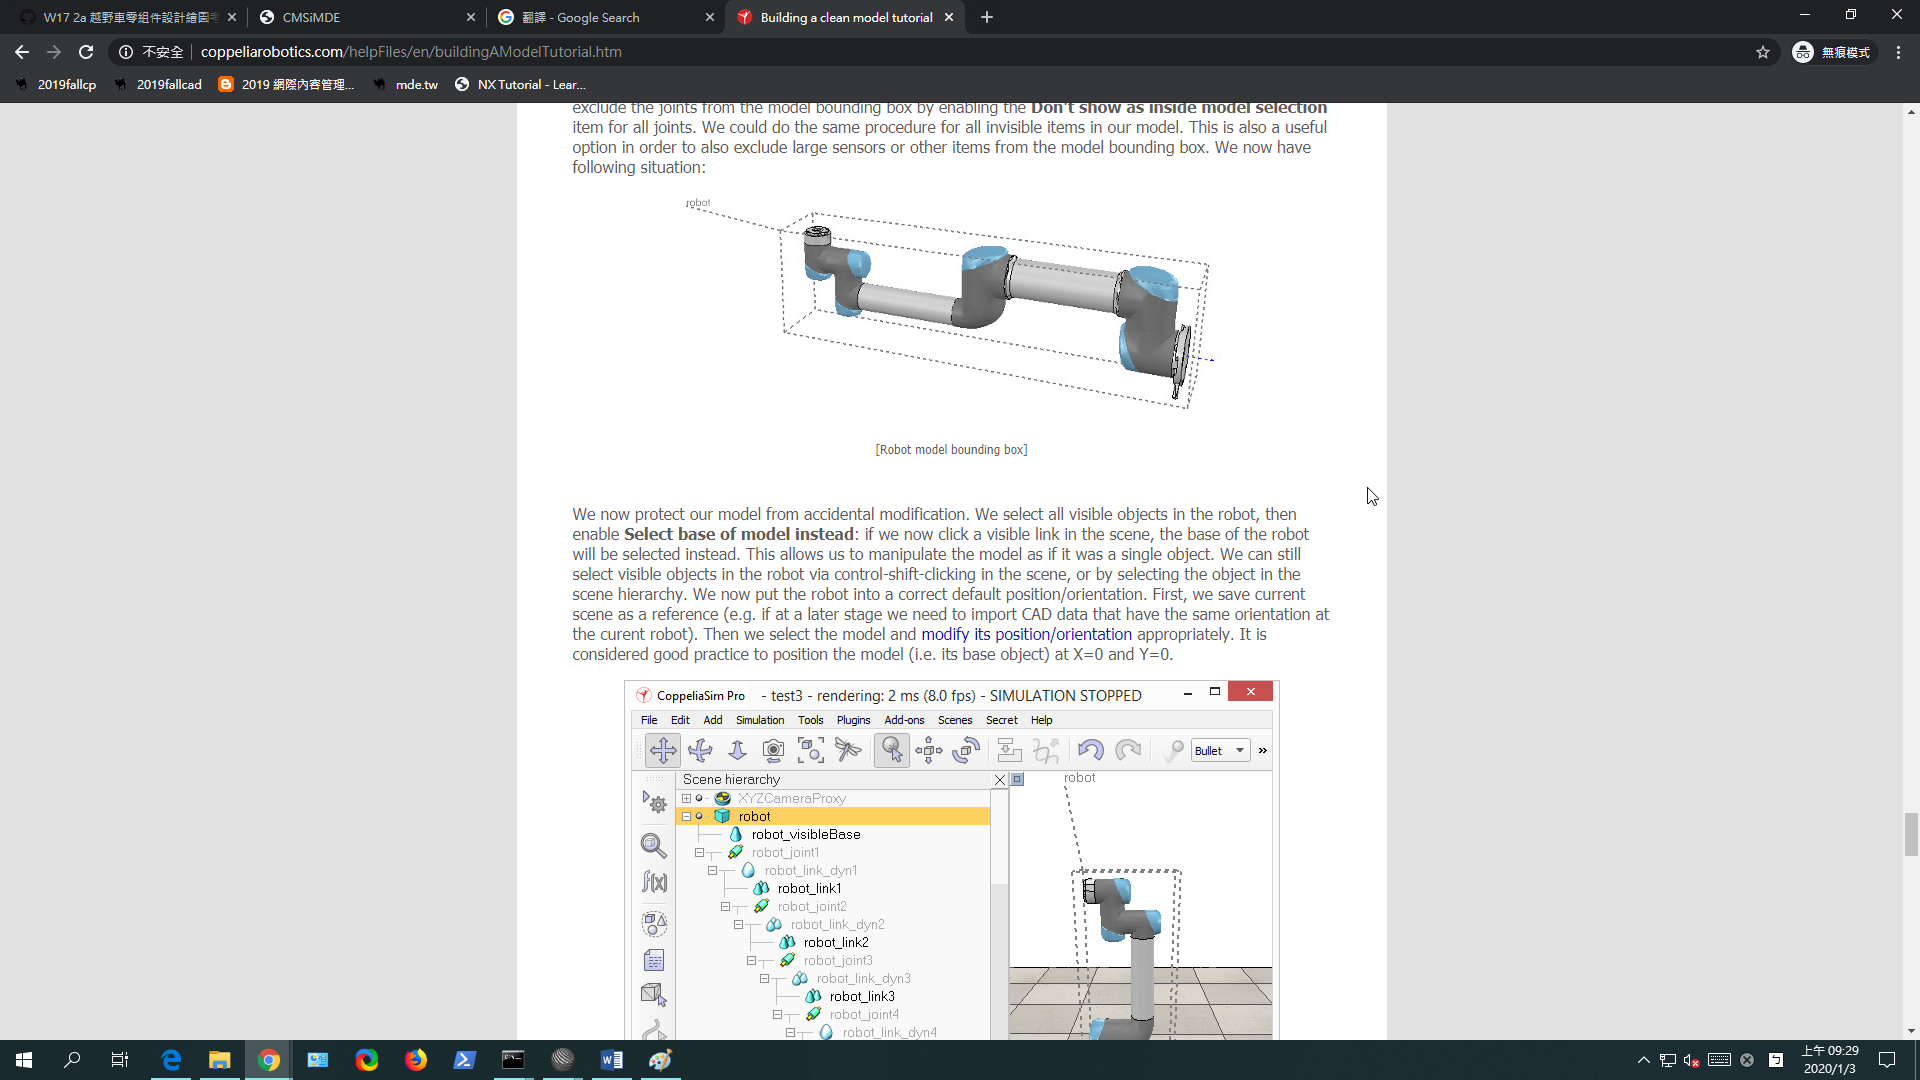 W17 2a 越野車零組件設計繪圖
CMSiMDE
翻譯 - Google Search
Building a clean model tutorial
不安全
coppeliarobotics.com/helpFiles/en/buildingAModelTutorial.htm
無痕模式
2019fallcp
2019fallcad
2019 網際內容管理...
mde.tw
NX Tutorial - Lear...
exclude the joints from the model bounding box by enabling the Don't show as inside model selection
item for all joints. We could do the same procedure for all invisible items in our model. This is also a useful
option in order to also exclude large sensors or other items from the model bounding box. We now have
following situation:
robot
[Robot model bounding box]
We now protect our model from accidental modification. We select all visible objects in the robot, then
enable Select base of model instead: if we now click a visible link in the scene, the base of the robot
will be selected instead. This allows us to manipulate the model as if it was a single object. We can still
select visible objects in the robot via control-shift-clicking in the scene, or by selecting the object in the
scene hierarchy. We now put the robot into a correct default position/orientation. First, we save current
scene as a reference (e.g. if at a later stage we need to import CAD data that have the same orientation at
the curent robot). Then we select the model and modify its position/orientation appropriately. It is
considered good practice to position the model (i.e. its base object) at X=0 and Y=0.
CoppeliaSim Pro - test3 - rendering: 2 ms (8.0 fps) - SIMULATION STOPPED
File Edit Add Simulation Tools Plugins Add-ons Scenes Secret Help
Bullet
»
Scene hierarchy
robot
XYZCameraProxy
robot
robot_visibleBase
robot_joint1
robot_link_dyn1
robot_link1
robot_joint2
robot_link_dyn2
robot_link2
robot_joint3
robot_link_dyn3
robot_link3
robot_joint4
robot_link_dyn4
f(x)
上午 09:29
2020/1/3